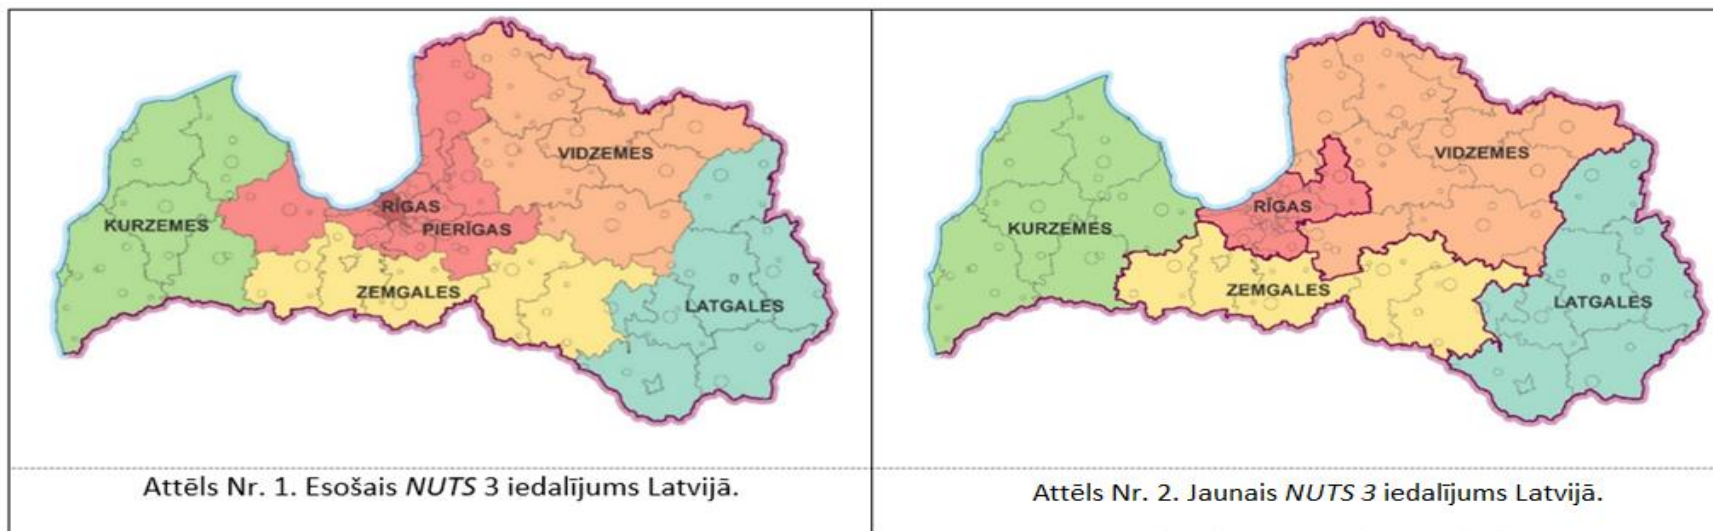 VIDZEMES
RĪGAS
KURZEMES
PIERĪGAS
ZEMGALES
LATGALES
Attēls Nr. 1. Esošais NUTS 3 iedalījums Latvijā.
VIDZEMES
RĪGAS
KURZEMES
ZEMGALES
LATGALES
Attēls Nr. 2. Jaunais NUTS 3 iedalījums Latvijā.